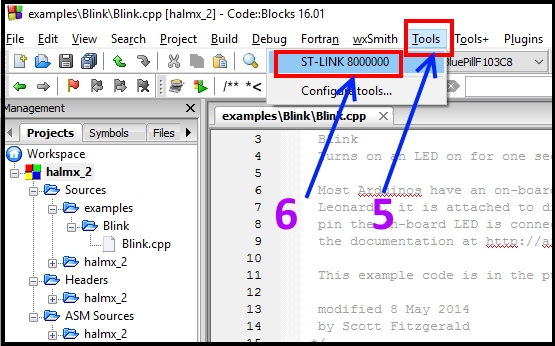 examples\Blink\Blink.cpp [halmx_2] - Code::Blocks 16.01
File Edit View Search Project Build Debug Fortran wxSmith Tools Tools+ Plugins
ST-LINK 8000000
BluePillF103C8
Configure tools...
/** *<
Management
Projects Symbols Files
examples\Blink\Blink.cpp
Workspace
halmx_2
Sources
examples
Blink
Blink.cpp
Headers
halmx_2
ASM Sources
halmx_2
3 Blink
4 Turns on an LED on for one sec
5
6 Most Arduinos have an on-board
7 Leonardo, it is attached to d
8 pin the on-board LED is connec
9 the documentation at http://a
10
11 This example code is in the pu
12
13 modified 8 May 2014
14 by Scott Fitzgerald
6
5